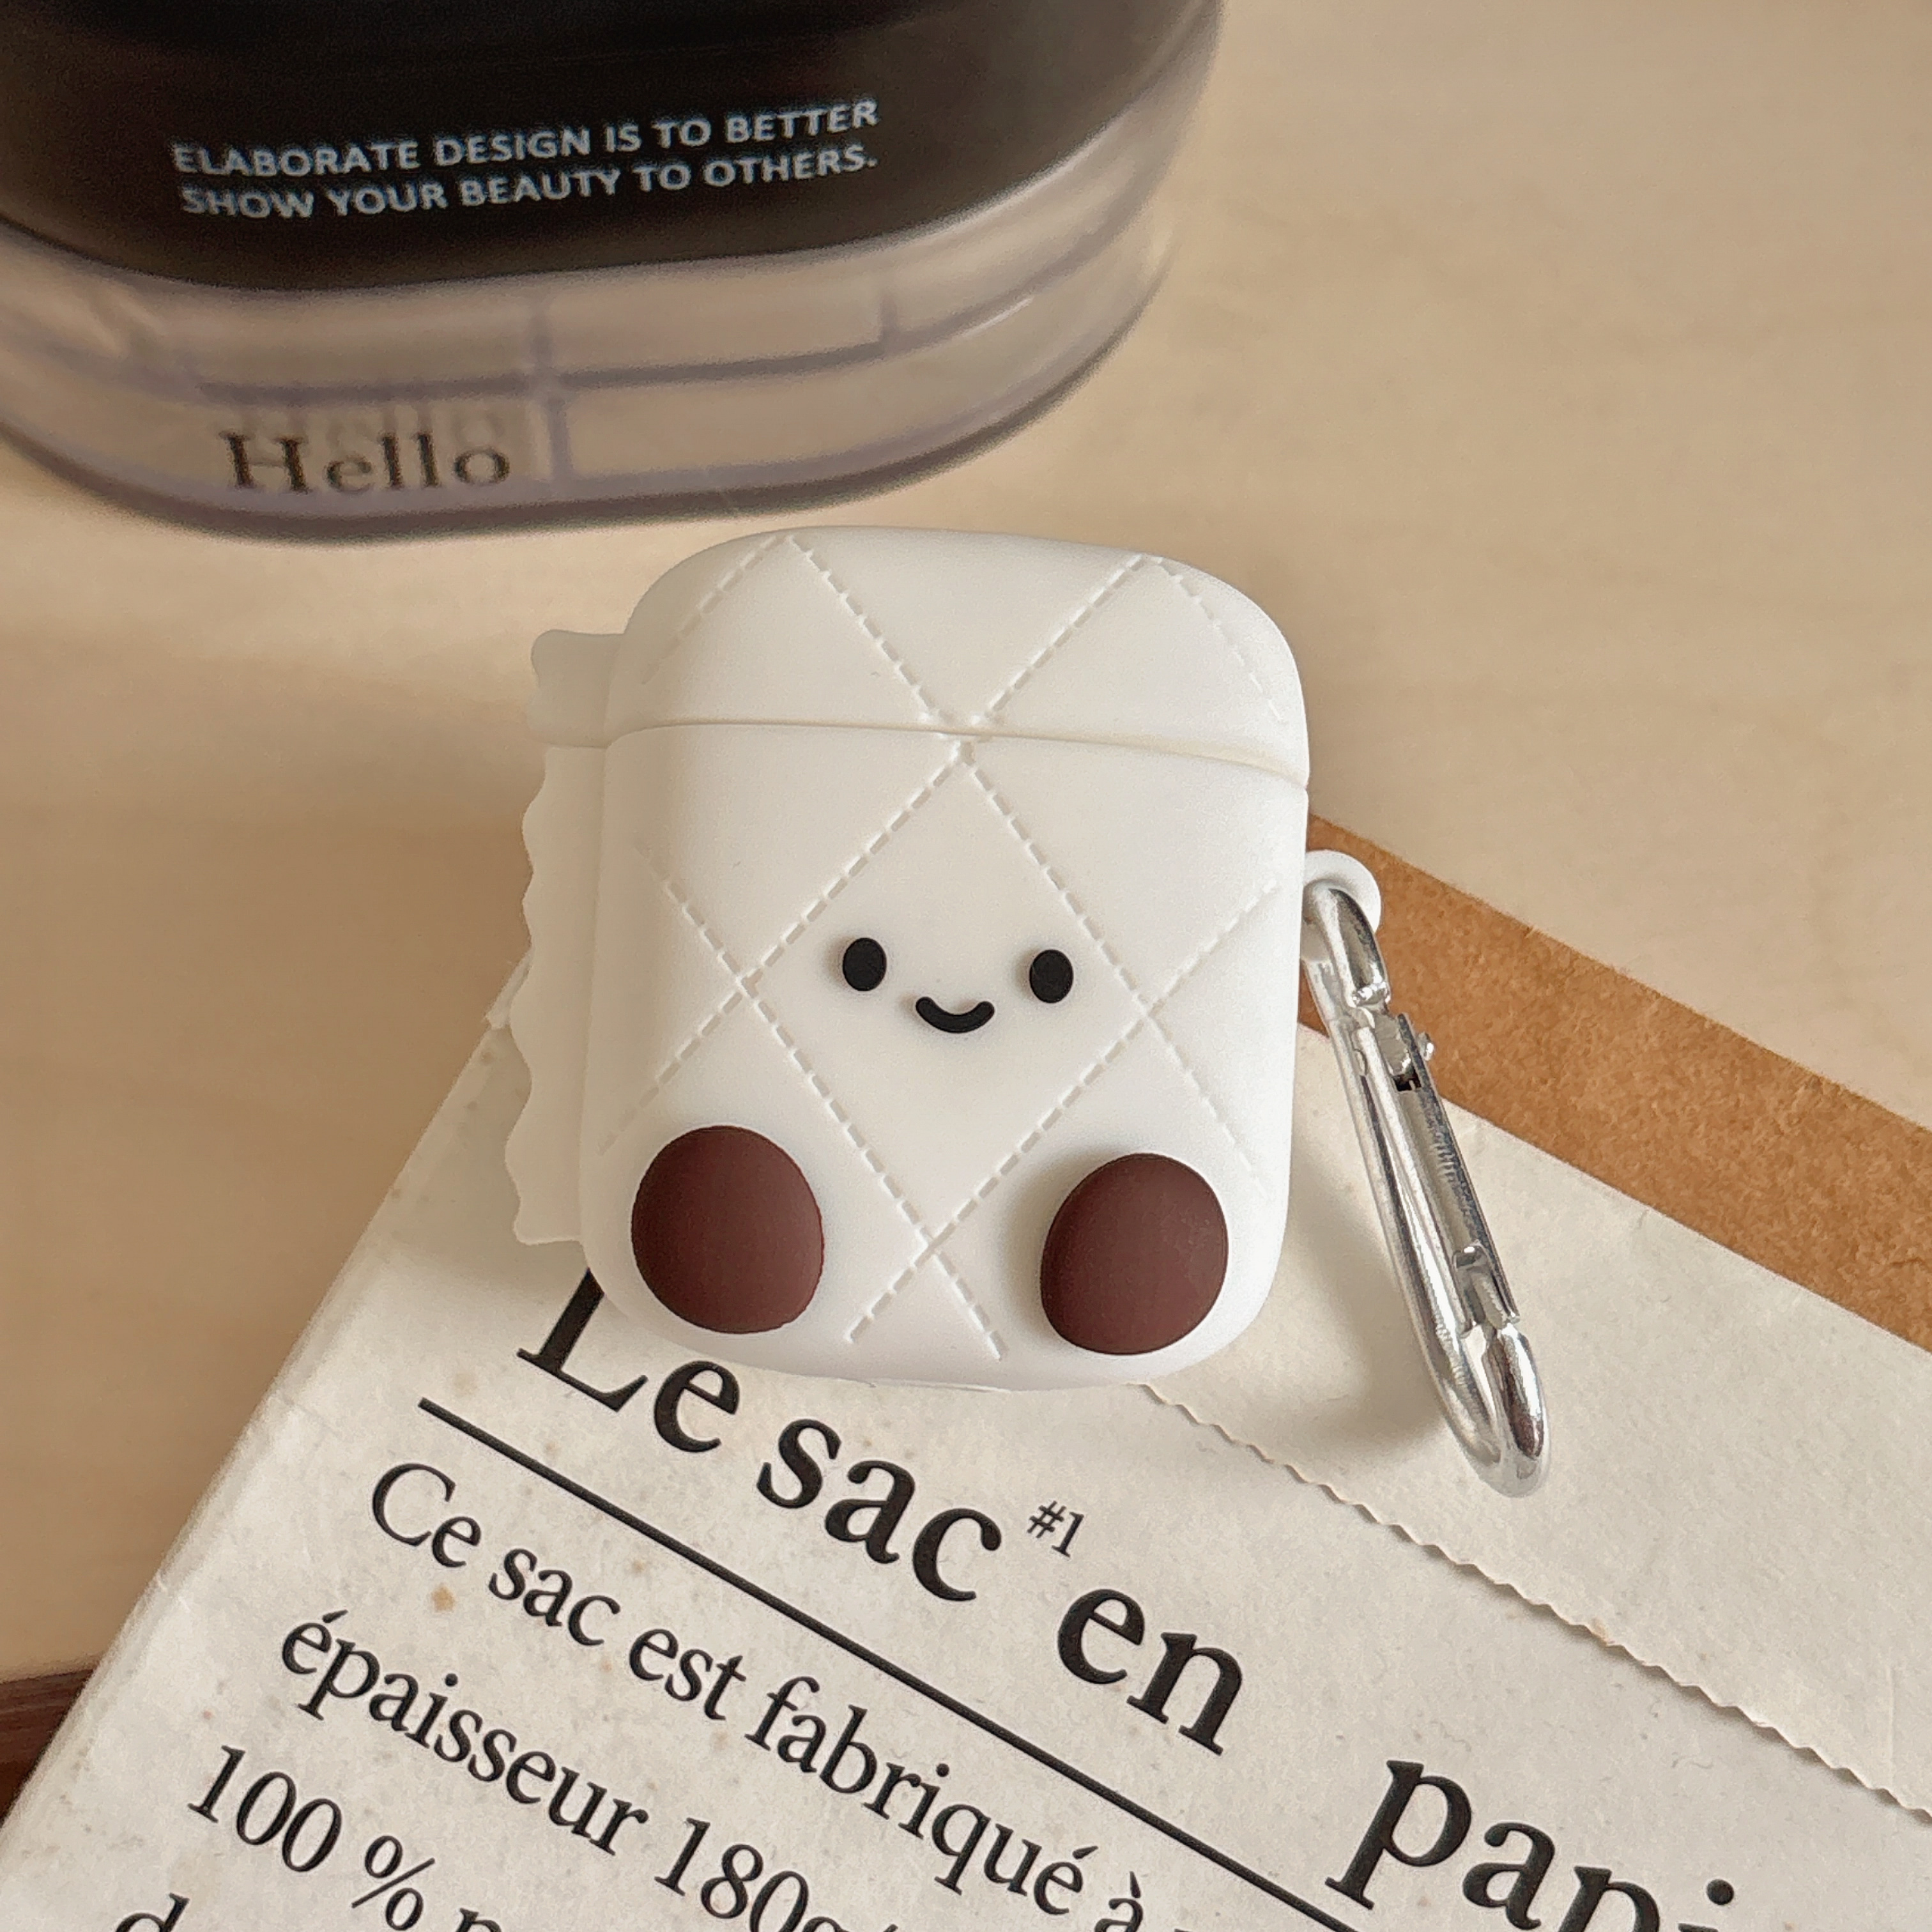 ELABORATE DESIGN IS TO BETTER
SHOW YOUR BEAUTY TO OTHERS.
Hello
Le sac #1 en
Ce sac est fabriqué à
épaisseur 180g
100 %